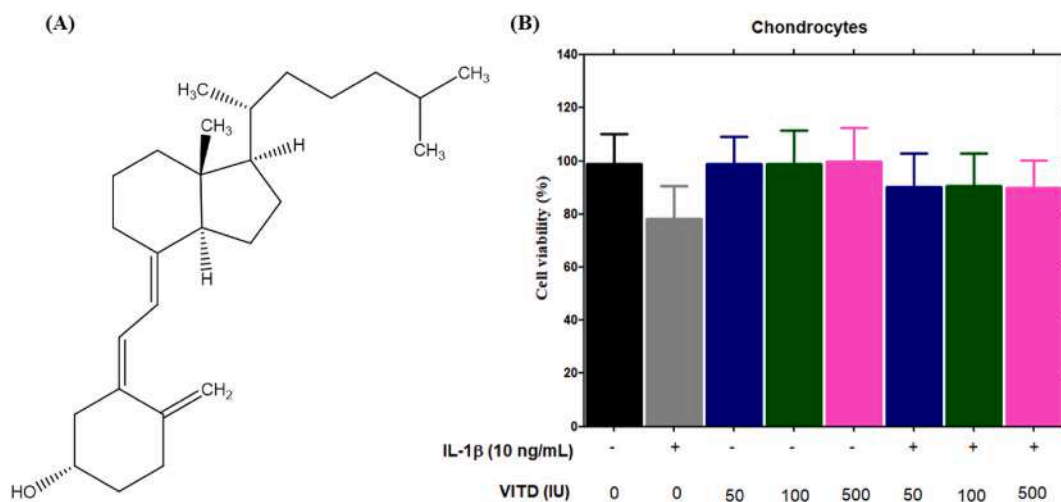 (A)
CH3
H3C
CH3
CH3
H
H
CH2
HO
(B)
Chondrocytes
Cell viability (%)
140
120
100
80
60
40
20
0
IL-1β (10 ng/mL) - + - - - + + +
VITD (IU) 0 0 50 100 500 50 100 500